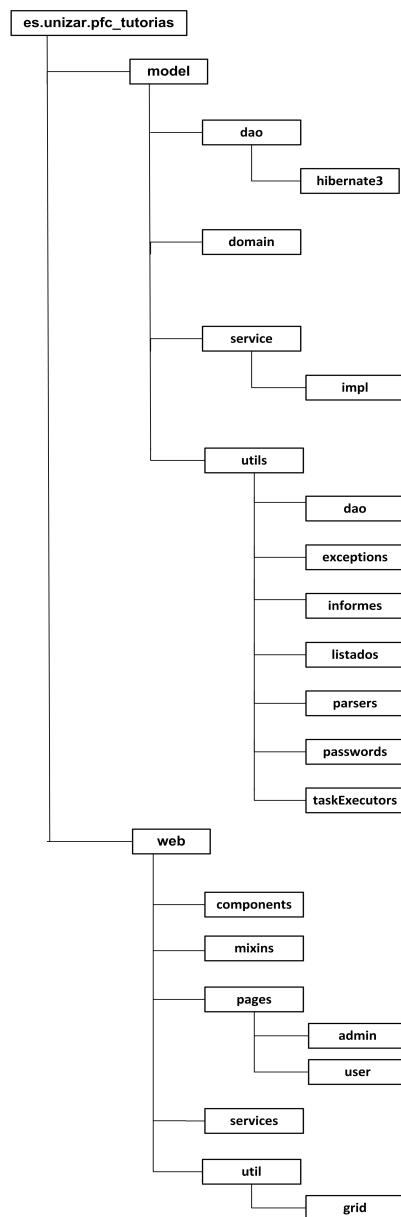 es.unizar.pfc_tutorias
model
dao
hibernate3
domain
service
impl
utils
dao
exceptions
informes
listados
parsers
passwords
taskExecutors
web
components
mixins
pages
admin
user
services
util
grid